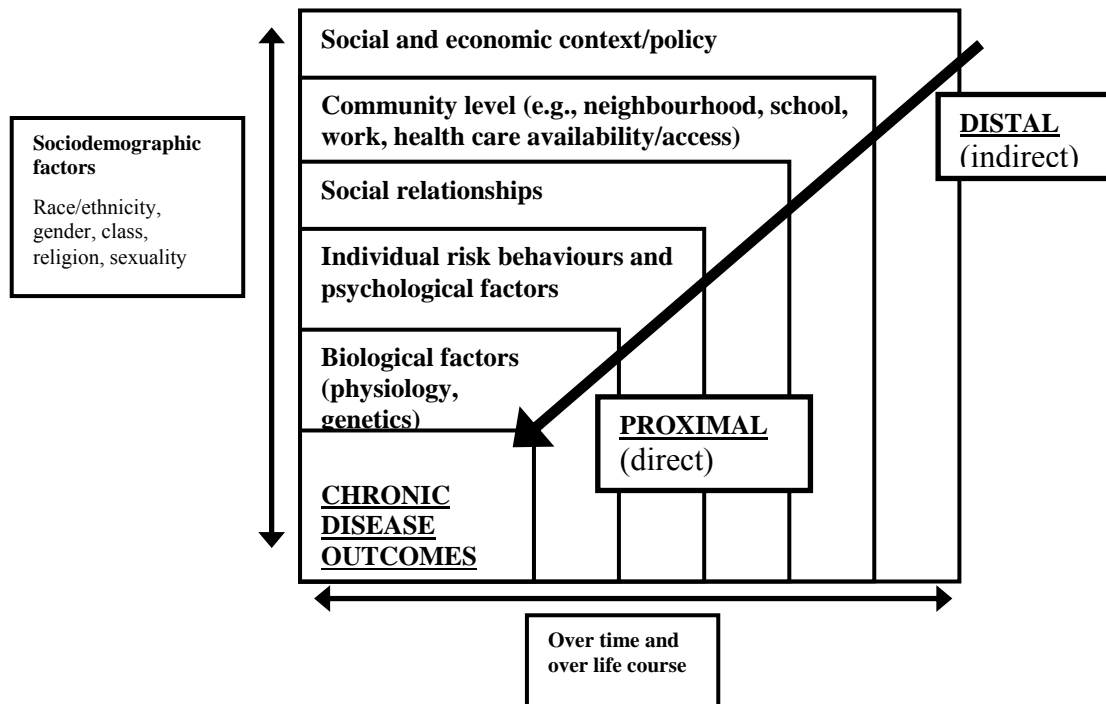 Social and economic context/policy
Community level (e.g., neighbourhood, school,
work, health care availability/access)
DISTAL
(indirect)
Sociodemographic
factors
Race/ethnicity,
gender, class,
religion, sexuality
Social relationships
Individual risk behaviours and
psychological factors
Biological factors
(physiology,
genetics)
PROXIMAL
(direct)
CHRONIC
DISEASE
OUTCOMES
Over time and
over life course